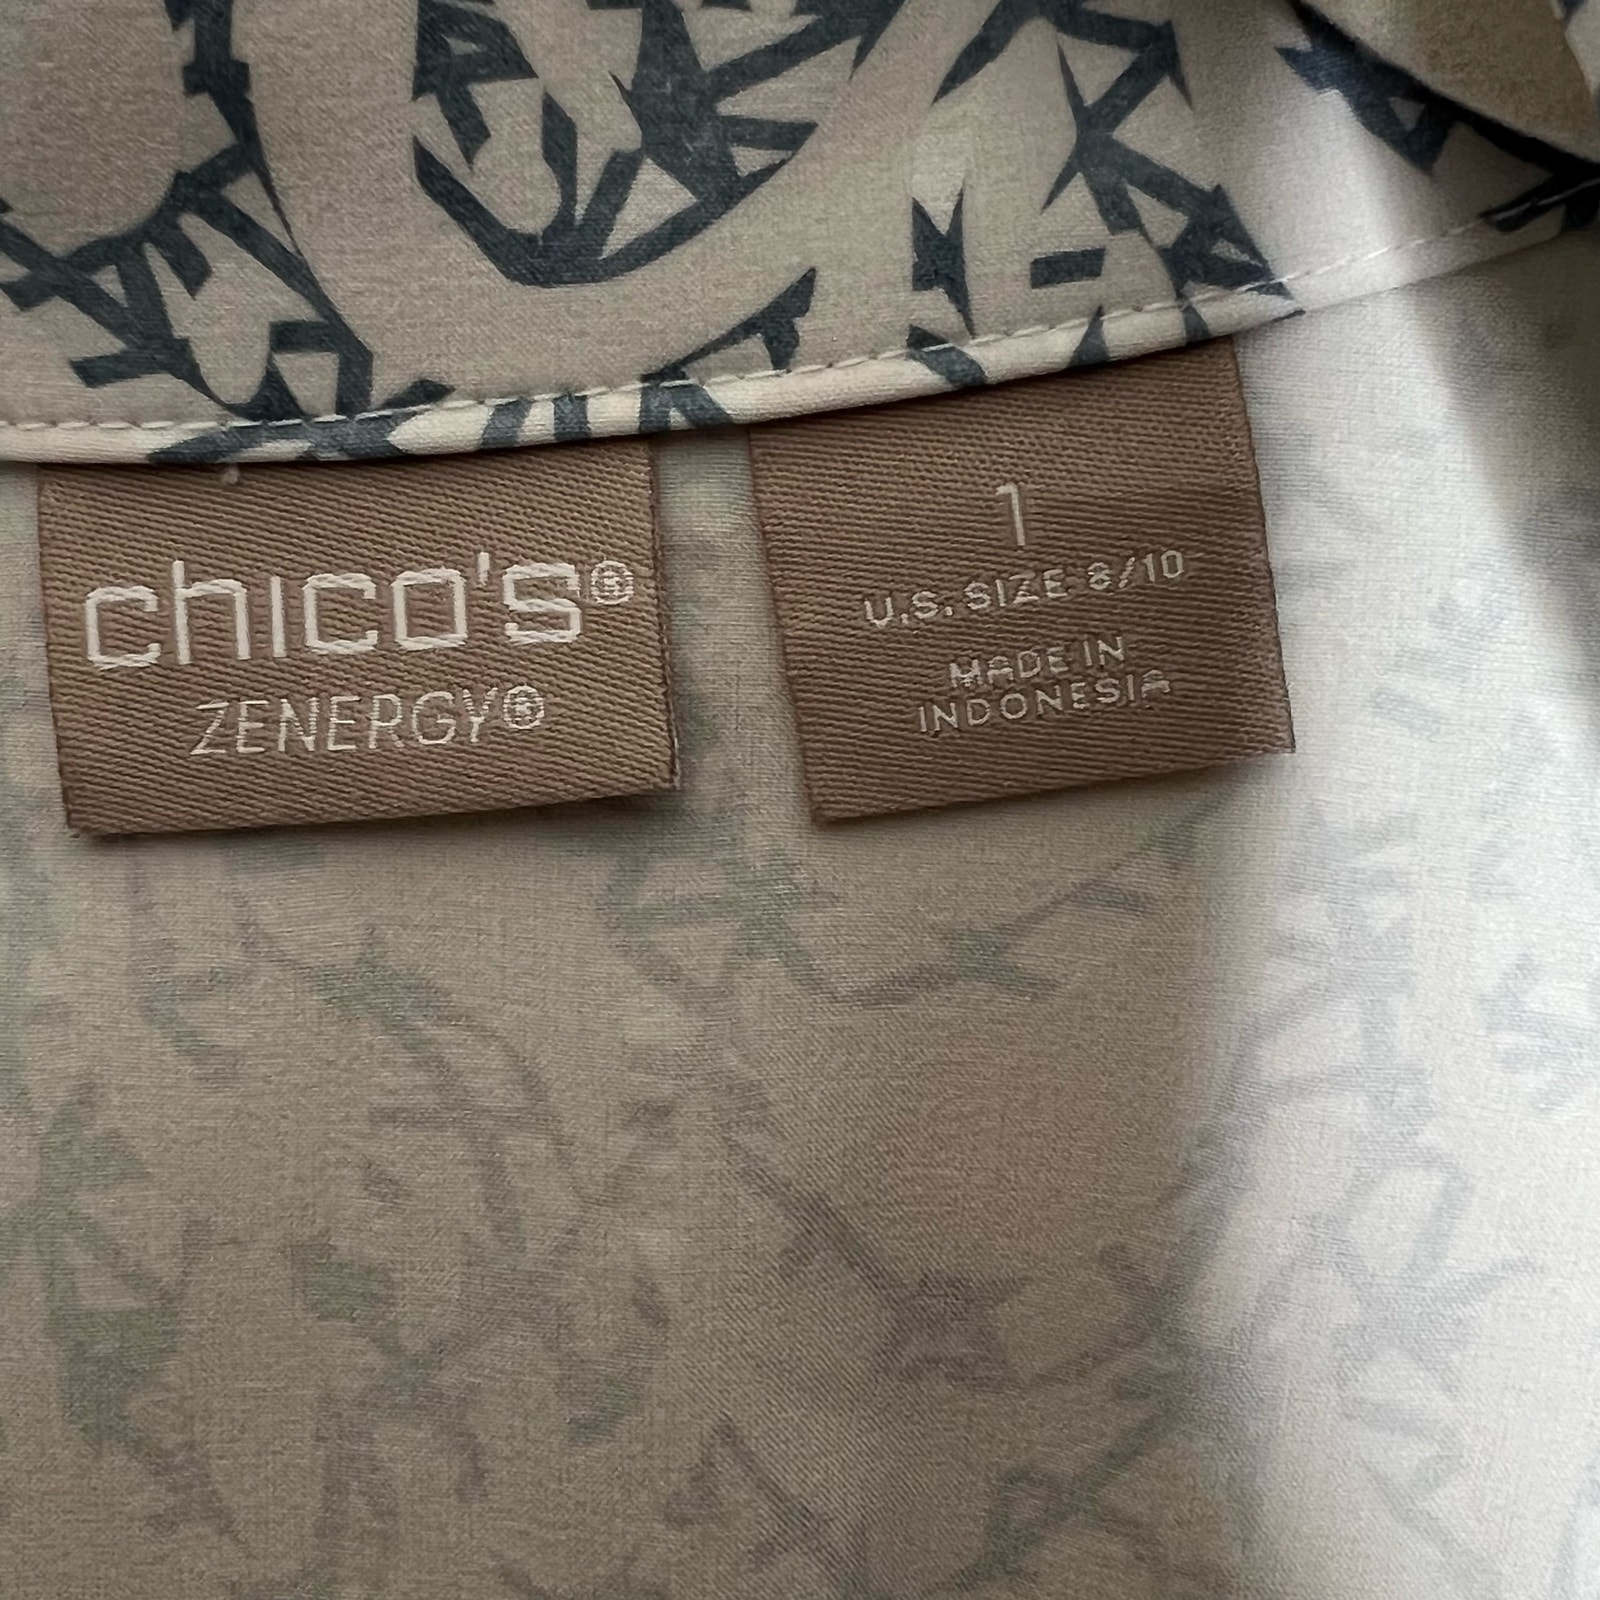 chico's®
ZENERGY®
1
U.S. SIZE 8/10
MADE IN
INDONESIA